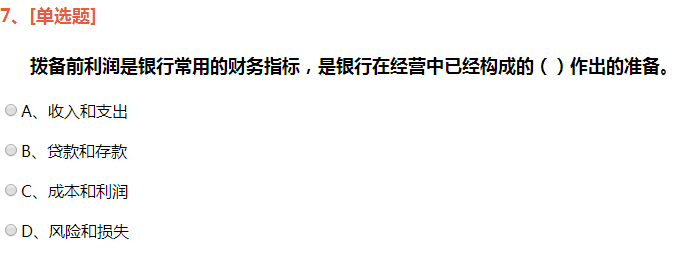 7、[单选题]
拨备前利润是银行常用的财务指标，是银行在经营中已经构成的（ ）作出的准备。
A、收入和支出
B、贷款和存款
C、成本和利润
D、风险和损失